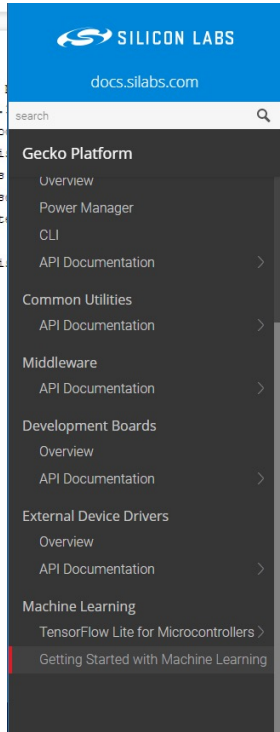 SILICON LABS
docs.silabs.com
search
Gecko Platform
Overview
Power Manager
CLI
API Documentation
Common Utilities
API Documentation
Middleware
API Documentation
Development Boards
Overview
API Documentation
External Device Drivers
Overview
API Documentation
Machine Learning
TensorFlow Lite for Microcontrollers
Getting Started with Machine Learning